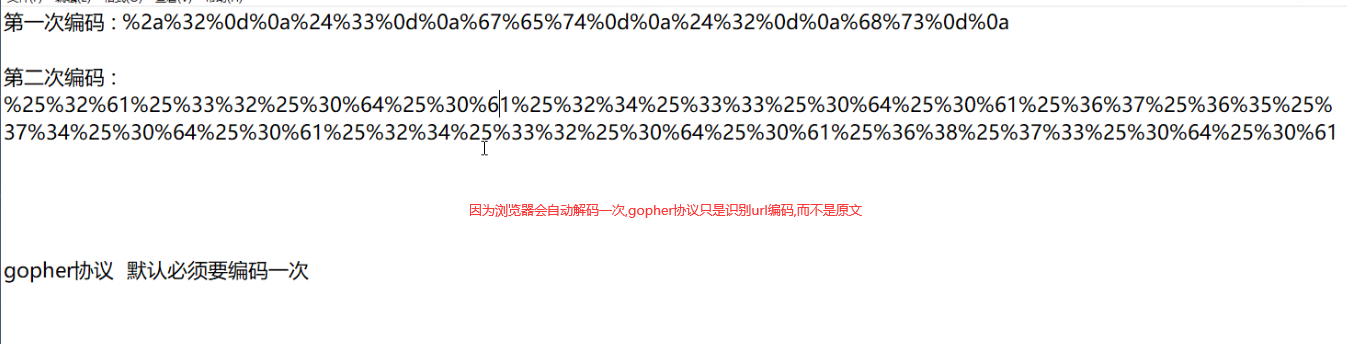 第一次编码 : %2a%32%0d%0a%24%33%0d%0a%67%65%74%0d%0a%24%32%0d%0a%68%73%0d%0a
第二次编码 :
%25%32%61%25%33%32%25%30%64%25%30%61%25%32%34%25%33%33%25%30%64%25%30%61%25%36%37%25%36%35%25%
37%34%25%30%64%25%30%61%25%32%34%25%33%32%25%30%64%25%30%61%25%36%38%25%37%33%25%30%64%25%30%61
因为浏览器会自动解码一次,gopher协议只是识别url编码,而不是原文
gopher协议 默认必须要编码一次